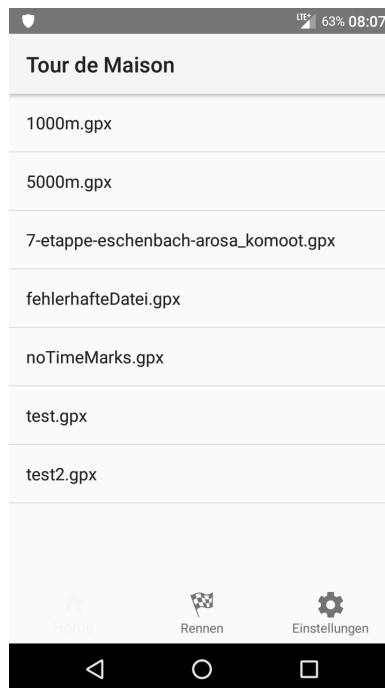 LTE+ 63% 08:07
Tour de Maison
1000m.gpx
5000m.gpx
7-etappe-eschenbach-arosa_komoot.gpx
fehlerhafteDatei.gpx
noTimeMarks.gpx
test.gpx
test2.gpx
Home Rennen Einstellungen